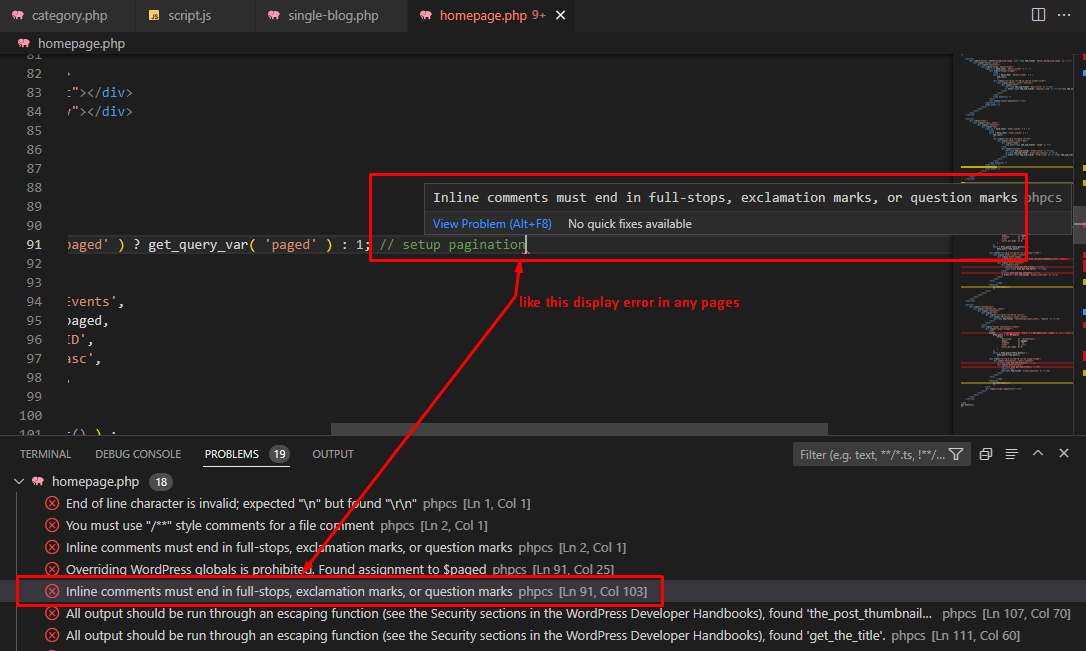 category.php script.js single-blog.php homepage.php 9+
homepage.php
81
82
83 "></div>
84 "></div>
85
86
87
88
89
90
91 paged' ) ? get_query_var( 'paged' ) : 1; // setup pagination
Inline comments must end in full-stops, exclamation marks, or question marks phpcs
View Problem (Alt+F8) No quick fixes available
92
93
94 Events',
like this display error in any pages
95 paged,
96 ID',
97 asc',
98 ,
99
100
101 () ) ;
TERMINAL DEBUG CONSOLE PROBLEMS 19 OUTPUT Filter (e.g. text, **/*.ts, !**/...
homepage.php 18
End of line character is invalid; expected "\n" but found "\r\n" phpcs [Ln 1, Col 1]
You must use "/**" style comments for a file comment phpcs [Ln 2, Col 1]
Inline comments must end in full-stops, exclamation marks, or question marks phpcs [Ln 2, Col 1]
Overriding WordPress globals is prohibited. Found assignment to $paged phpcs [Ln 91, Col 25]
Inline comments must end in full-stops, exclamation marks, or question marks phpcs [Ln 91, Col 103]
All output should be run through an escaping function (see the Security sections in the WordPress Developer Handbooks), found 'the_post_thumbnail... phpcs [Ln 107, Col 70]
All output should be run through an escaping function (see the Security sections in the WordPress Developer Handbooks), found 'get_the_title'. phpcs [Ln 111, Col 60]